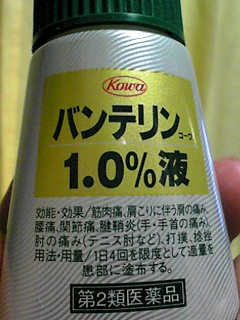 Kowa
バンテリン コーワ
1.0%液
効能・効果/筋肉痛、肩こりに伴う肩の痛み、
腰痛、関節痛、腱鞘炎(手・手首の痛み)、
肘の痛み(テニス肘など)、打撲、捻挫
用法・用量/1日4回を限度として適量を
患部に塗布する。
第2類医薬品